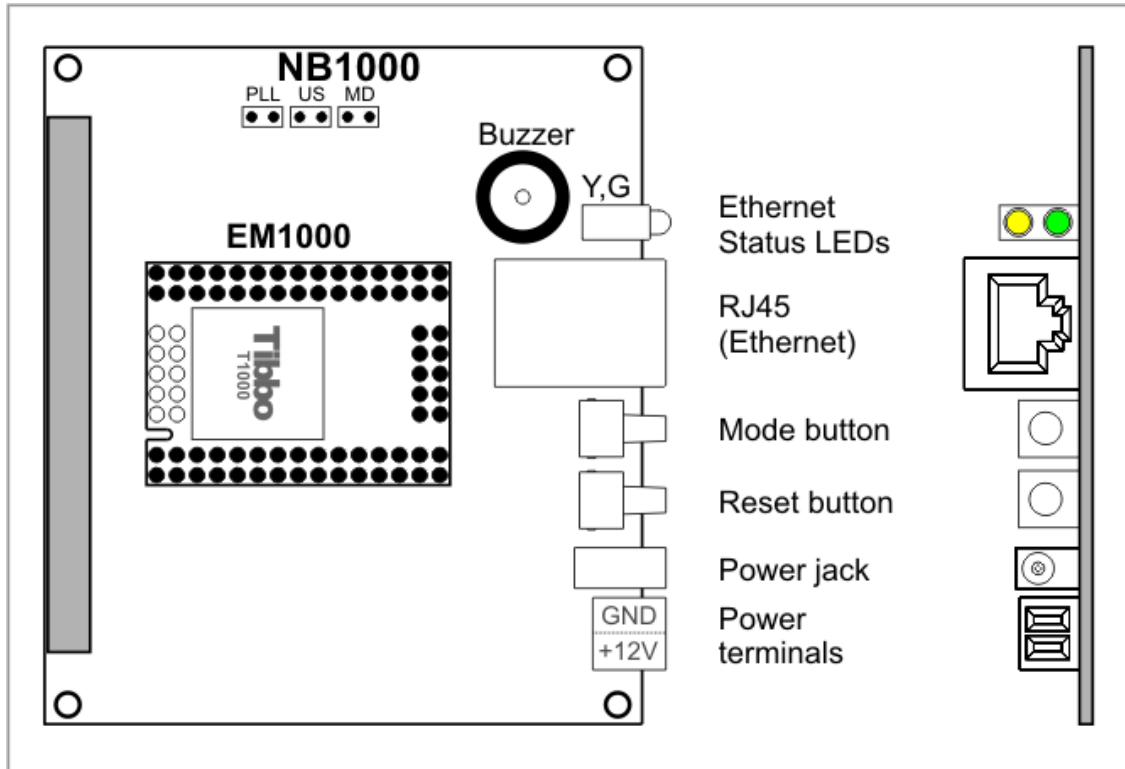 NB1000
PLL US MD
Buzzer
Y,G
Ethernet
Status LEDs
EM1000
RJ45
(Ethernet)
Tibbo
T1000
Mode button
Reset button
Power jack
GND
+12V
Power
terminals